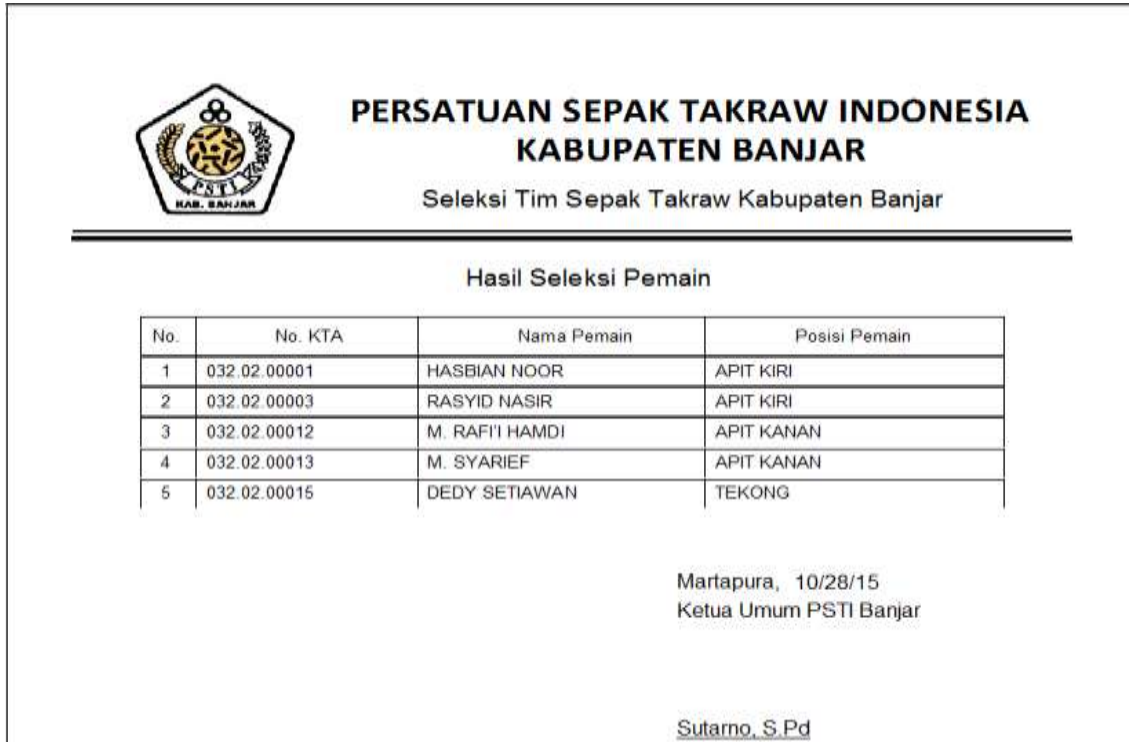 PSTI
KAB. BANJAR
PERSATUAN SEPAK TAKRAW INDONESIA
KABUPATEN BANJAR
Seleksi Tim Sepak Takraw Kabupaten Banjar
Hasil Seleksi Pemain
No. No. KTA Nama Pemain Posisi Pemain
1 032.02.00001 HASBIAN NOOR APIT KIRI
2 032.02.00003 RASYID NASIR APIT KIRI
3 032.02.00012 M. RAFI'I HAMDI APIT KANAN
4 032.02.00013 M. SYARIEF APIT KANAN
5 032.02.00015 DEDY SETIAWAN TEKONG
Martapura, 10/28/15
Ketua Umum PSTI Banjar
Sutarno, S.Pd